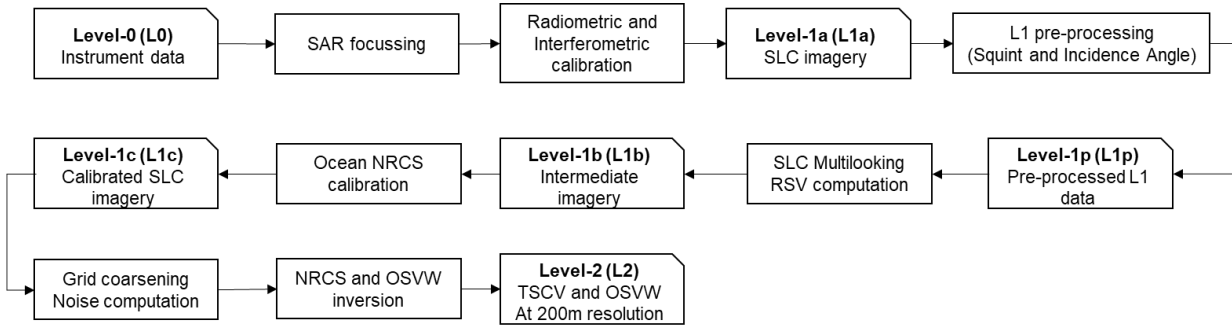 Level-0 (L0)
Instrument data
SAR focussing
Radiometric and
Interferometric
calibration
Level-1a (L1a)
SLC imagery
L1 pre-processing
(Squint and Incidence Angle)
Level-1p (L1p)
Pre-processed L1
data
SLC Multilooking
RSV computation
Level-1b (L1b)
Intermediate
imagery
Ocean NRCS
calibration
Level-1c (L1c)
Calibrated SLC
imagery
Grid coarsening
Noise computation
NRCS and OSVW
inversion
Level-2 (L2)
TSCV and OSVW
At 200m resolution